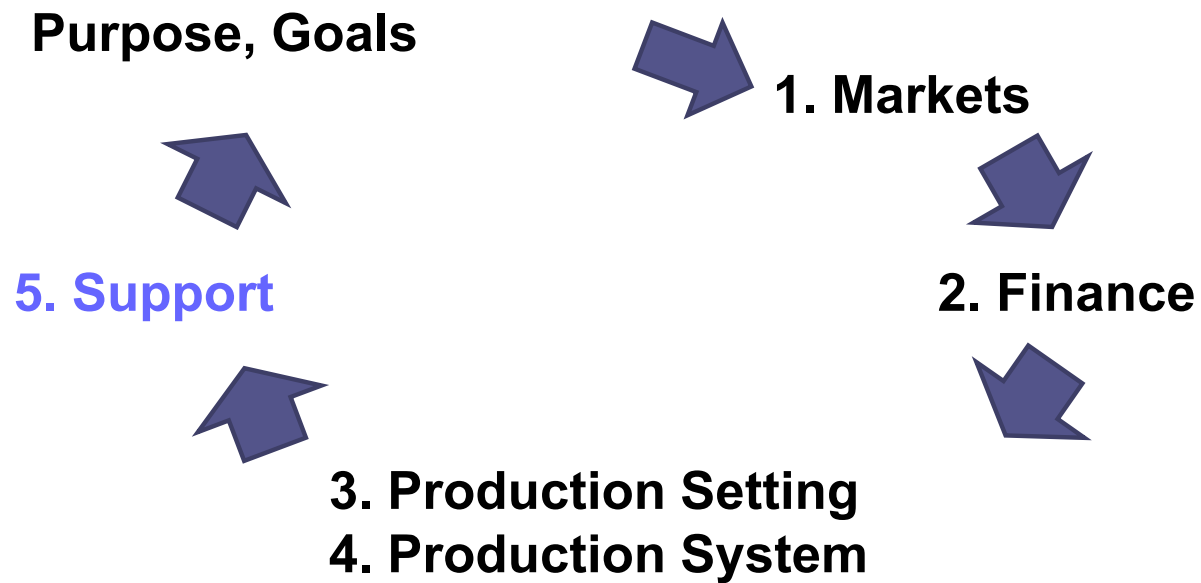 Purpose, Goals
1. Markets
2. Finance
3. Production Setting
4. Production System
5. Support